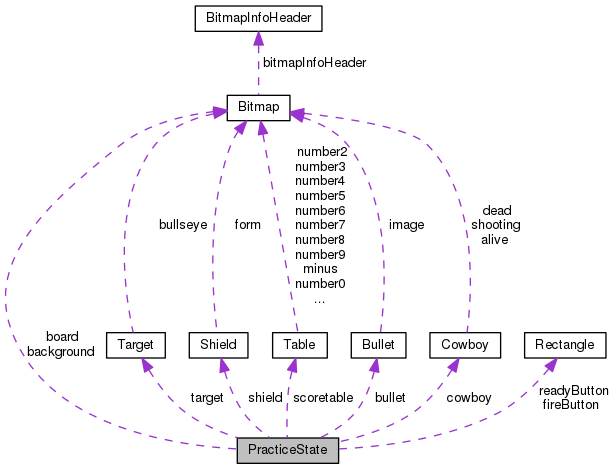 BitmapInfoHeader
bitmapInfoHeader
Bitmap
number2
number3
number4
number5
number6
number7
number8
number9
minus
number0
...
bullseye
form
image
dead
shooting
alive
board
background
Target
Shield
Table
Bullet
Cowboy
Rectangle
target
shield
scoretable
bullet
cowboy
readyButton
fireButton
PracticeState